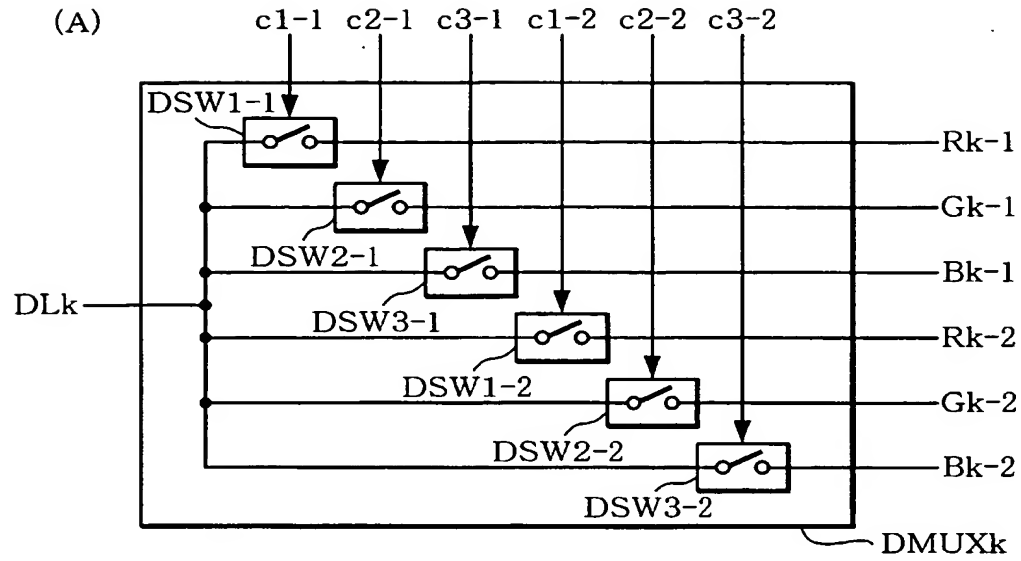 (A)
c1-1 c2-1 c3-1 c1-2 c2-2 c3-2
DSW1-1
Rk-1
Gk-1
DSW2-1
Bk-1
DLk
DSW3-1
Rk-2
DSW1-2
Gk-2
DSW2-2
Bk-2
DSW3-2
DMUXk